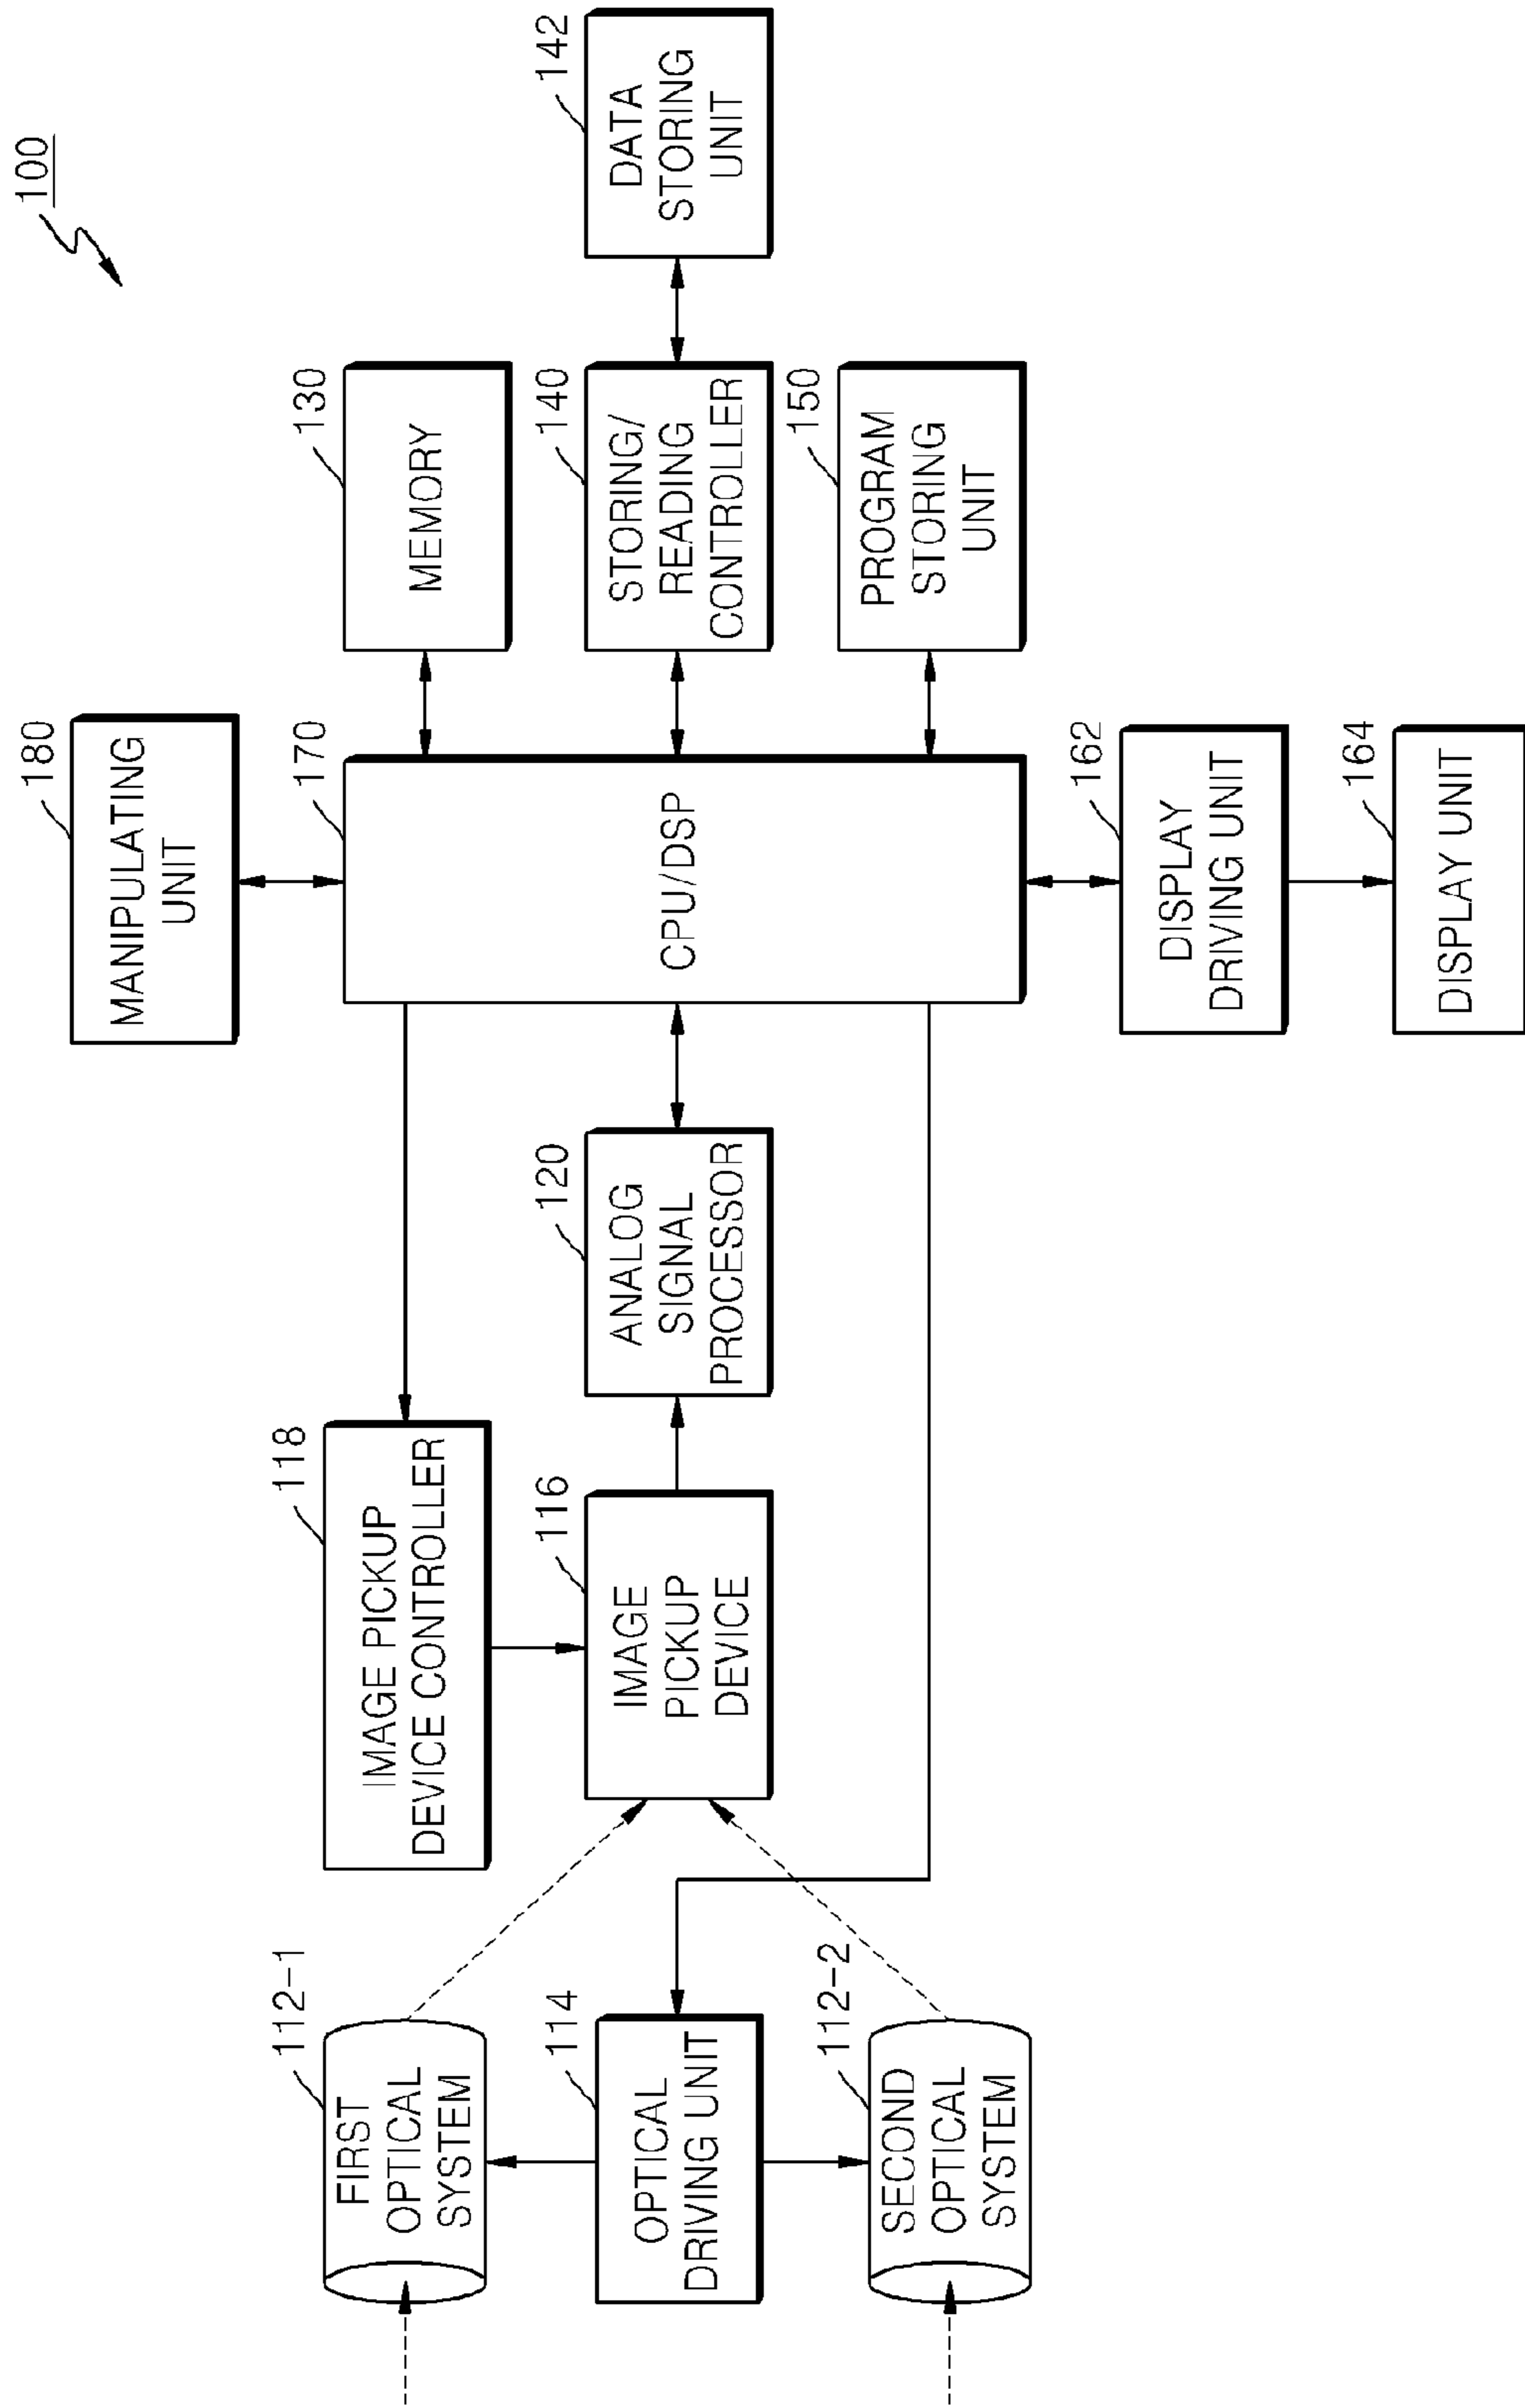 100
180
MANIPULATING
UNIT
112-1
FIRST
OPTICAL
SYSTEM
118
IMAGE PICKUP
DEVICE CONTROLLER
170
CPU/DSP
130
MEMORY
114
OPTICAL
DRIVING UNIT
116
IMAGE
PICKUP
DEVICE
120
ANALOG
SIGNAL
PROCESSOR
140
STORING/
READING
CONTROLLER
142
DATA
STORING
UNIT
112-2
SECOND
OPTICAL
SYSTEM
150
PROGRAM
STORING
UNIT
162
DISPLAY
DRIVING UNIT
164
DISPLAY UNIT